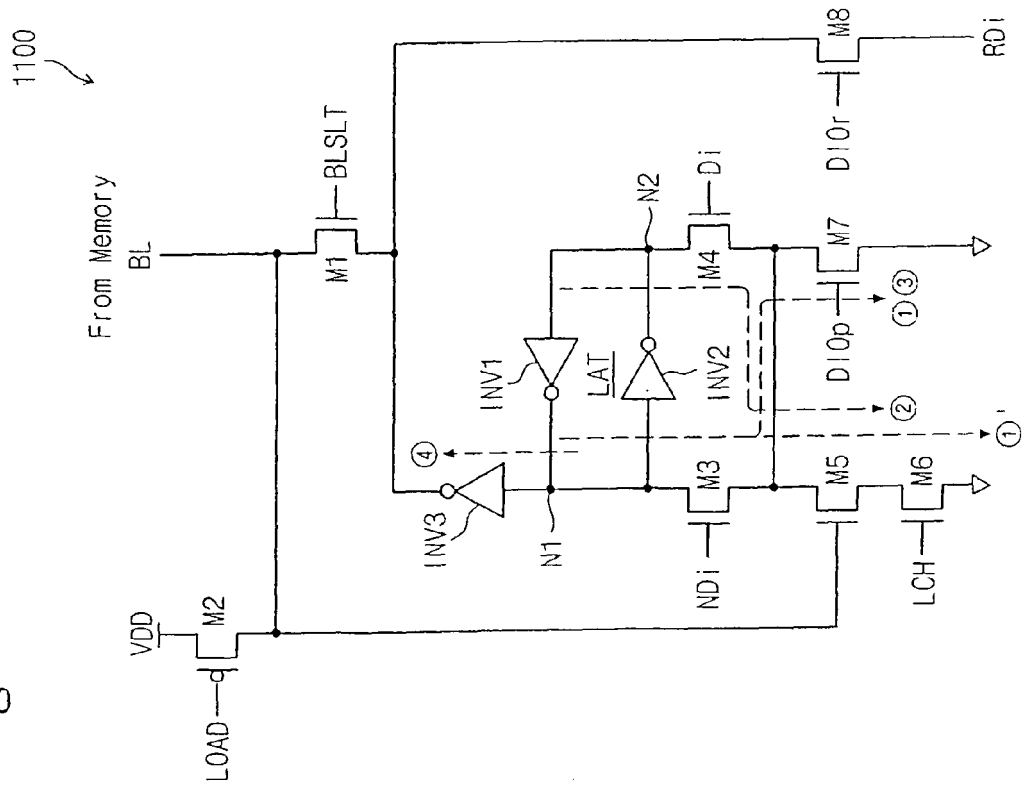 1100
From Memory
BL
VDD
LOAD
M2
M1
BLSLT
INV3
④
N1
INV1
LAT
INV2
N2
NDi
M3
M4
Di
M5
LCH
M6
DIOp
M7
DIOr
M8
RDi
②
① ③
①'